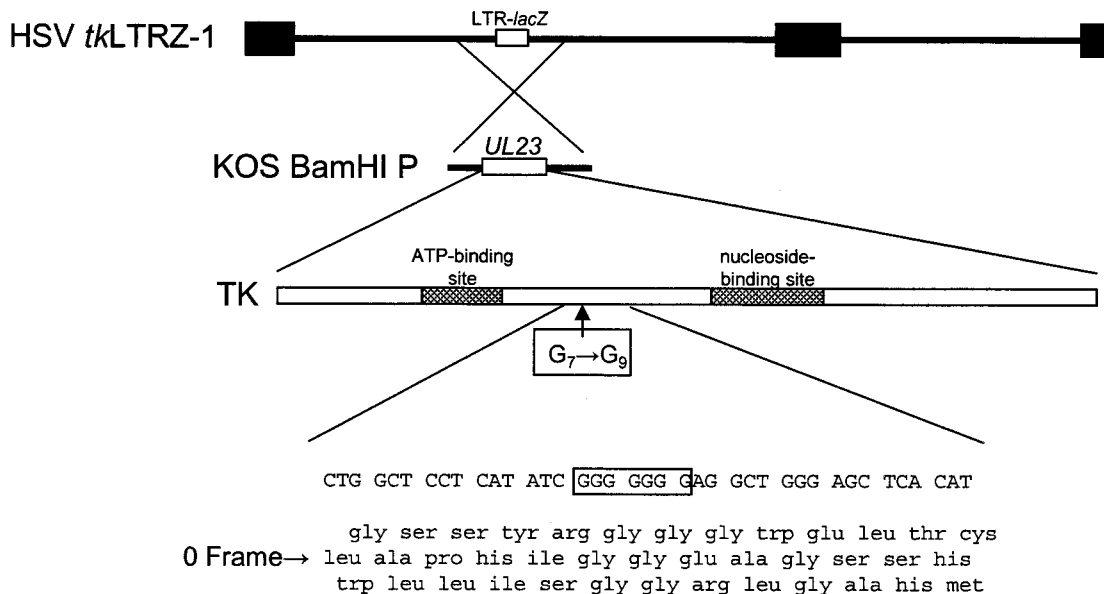 HSV tkLTRZ-1
LTR-lacZ
KOS BamHI P
UL23
ATP-binding
site
nucleoside-
binding site
TK
G₇→G₉
CTG GCT CCT CAT ATC GGG GGG GAG GCT GGG AGC TCA CAT
gly ser ser tyr arg gly gly gly trp glu leu thr cys
0 Frame→ leu ala pro his ile gly gly glu ala gly ser ser his
trp leu leu ile ser gly gly arg leu gly ala his met